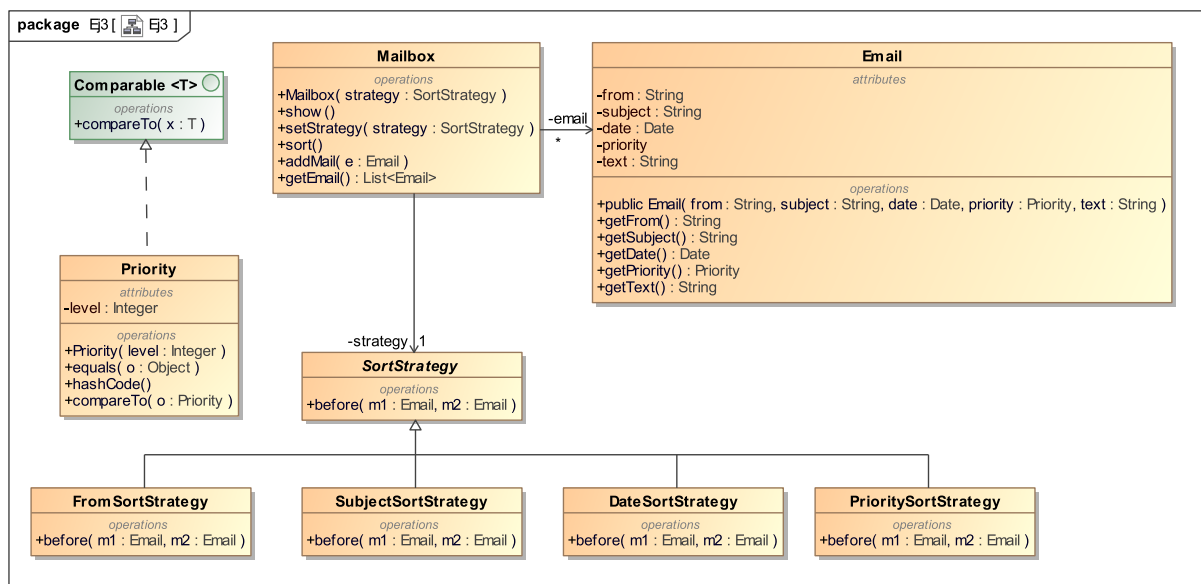 package Ej3 [ Ej3 ]
Comparable <T>
operations
+compareTo( x : T )
Mailbox
operations
+Mailbox( strategy : SortStrategy )
+show ()
+setStrategy( strategy : SortStrategy )
+sort()
+addMail( e : Email )
+getEmail() : List<Email>
-email
*
Email
attributes
-from : String
-subject : String
-date : Date
-priority
-text : String
operations
+public Email( from : String, subject : String, date : Date, priority : Priority, text : String )
+getFrom() : String
+getSubject() : String
+getDate() : Date
+getPriority() : Priority
+getText() : String
Priority
attributes
-level : Integer
operations
+Priority( level : Integer )
+equals( o : Object )
+hashCode()
+compareTo( o : Priority )
-strategy 1
SortStrategy
operations
+before( m1 : Email, m2 : Email )
FromSortStrategy
operations
+before( m1 : Email, m2 : Email )
SubjectSortStrategy
operations
+before( m1 : Email, m2 : Email )
DateSortStrategy
operations
+before( m1 : Email, m2 : Email )
PrioritySortStrategy
operations
+before( m1 : Email, m2 : Email )